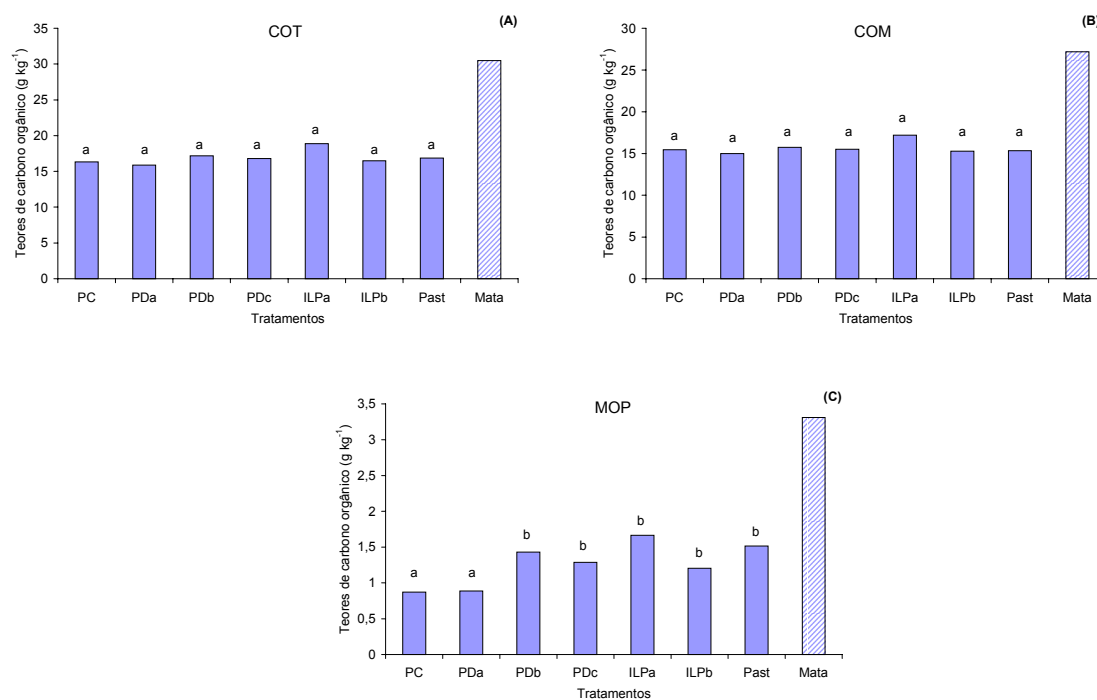 (A)
COT
Teores de carbono orgânico (g kg-1)
35
30
25
20
15
10
5
0
a a a a a a a
PC PDa PDb PDc ILPa ILPb Past Mata
Tratamentos
(B)
COM
Teores de carbono orgânico (g kg-1)
30
25
20
15
10
5
0
a a a a a a a
PC PDa PDb PDc ILPa ILPb Past Mata
Tratamentos
(C)
MOP
Teores de carbono orgânico (g kg-1)
3,5
3
2,5
2
1,5
1
0,5
0
a a b b b b b
PC PDa PDb PDc ILPa ILPb Past Mata
Tratamentos